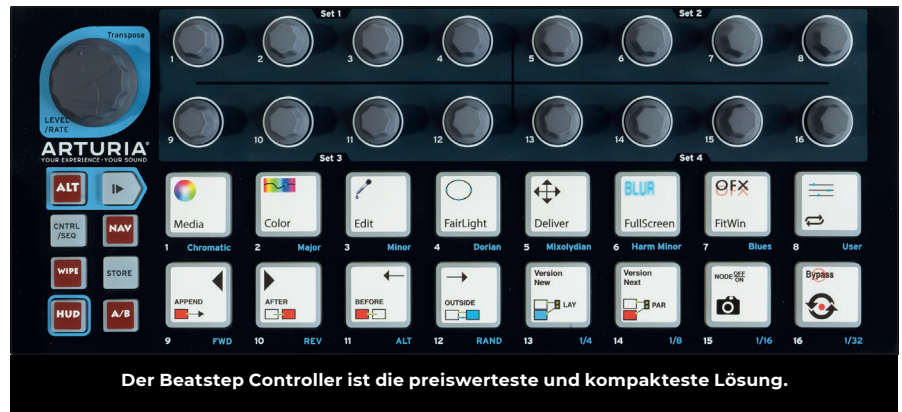 Set 1
Set 2
Transpose
1 2 3 4 5 6 7 8
LEVEL
/RATE
9 10 11 12 13 14 15 16
ARTURIA®
YOUR EXPERIENCE • YOUR SOUND
Set 3
Set 4
ALT
CNTRL
/SEQ
NAV
WIPE
STORE
HUD
A/B
Media
Color
Edit
FairLight
Deliver
BLUR
FullScreen
OFX
FitWin
1 Chromatic
2 Major
3 Minor
4 Dorian
5 Mixolydian
6 Harm Minor
7 Blues
8 User
APPEND
AFTER
BEFORE
OUTSIDE
Version
New
LAY
Version
Next
PAR
NODE OFF
ON
Bypass
9 FWD
10 REV
11 ALT
12 RAND
13 1/4
14 1/8
15 1/16
16 1/32
Der Beatstep Controller ist die preiswerteste und kompakteste Lösung.